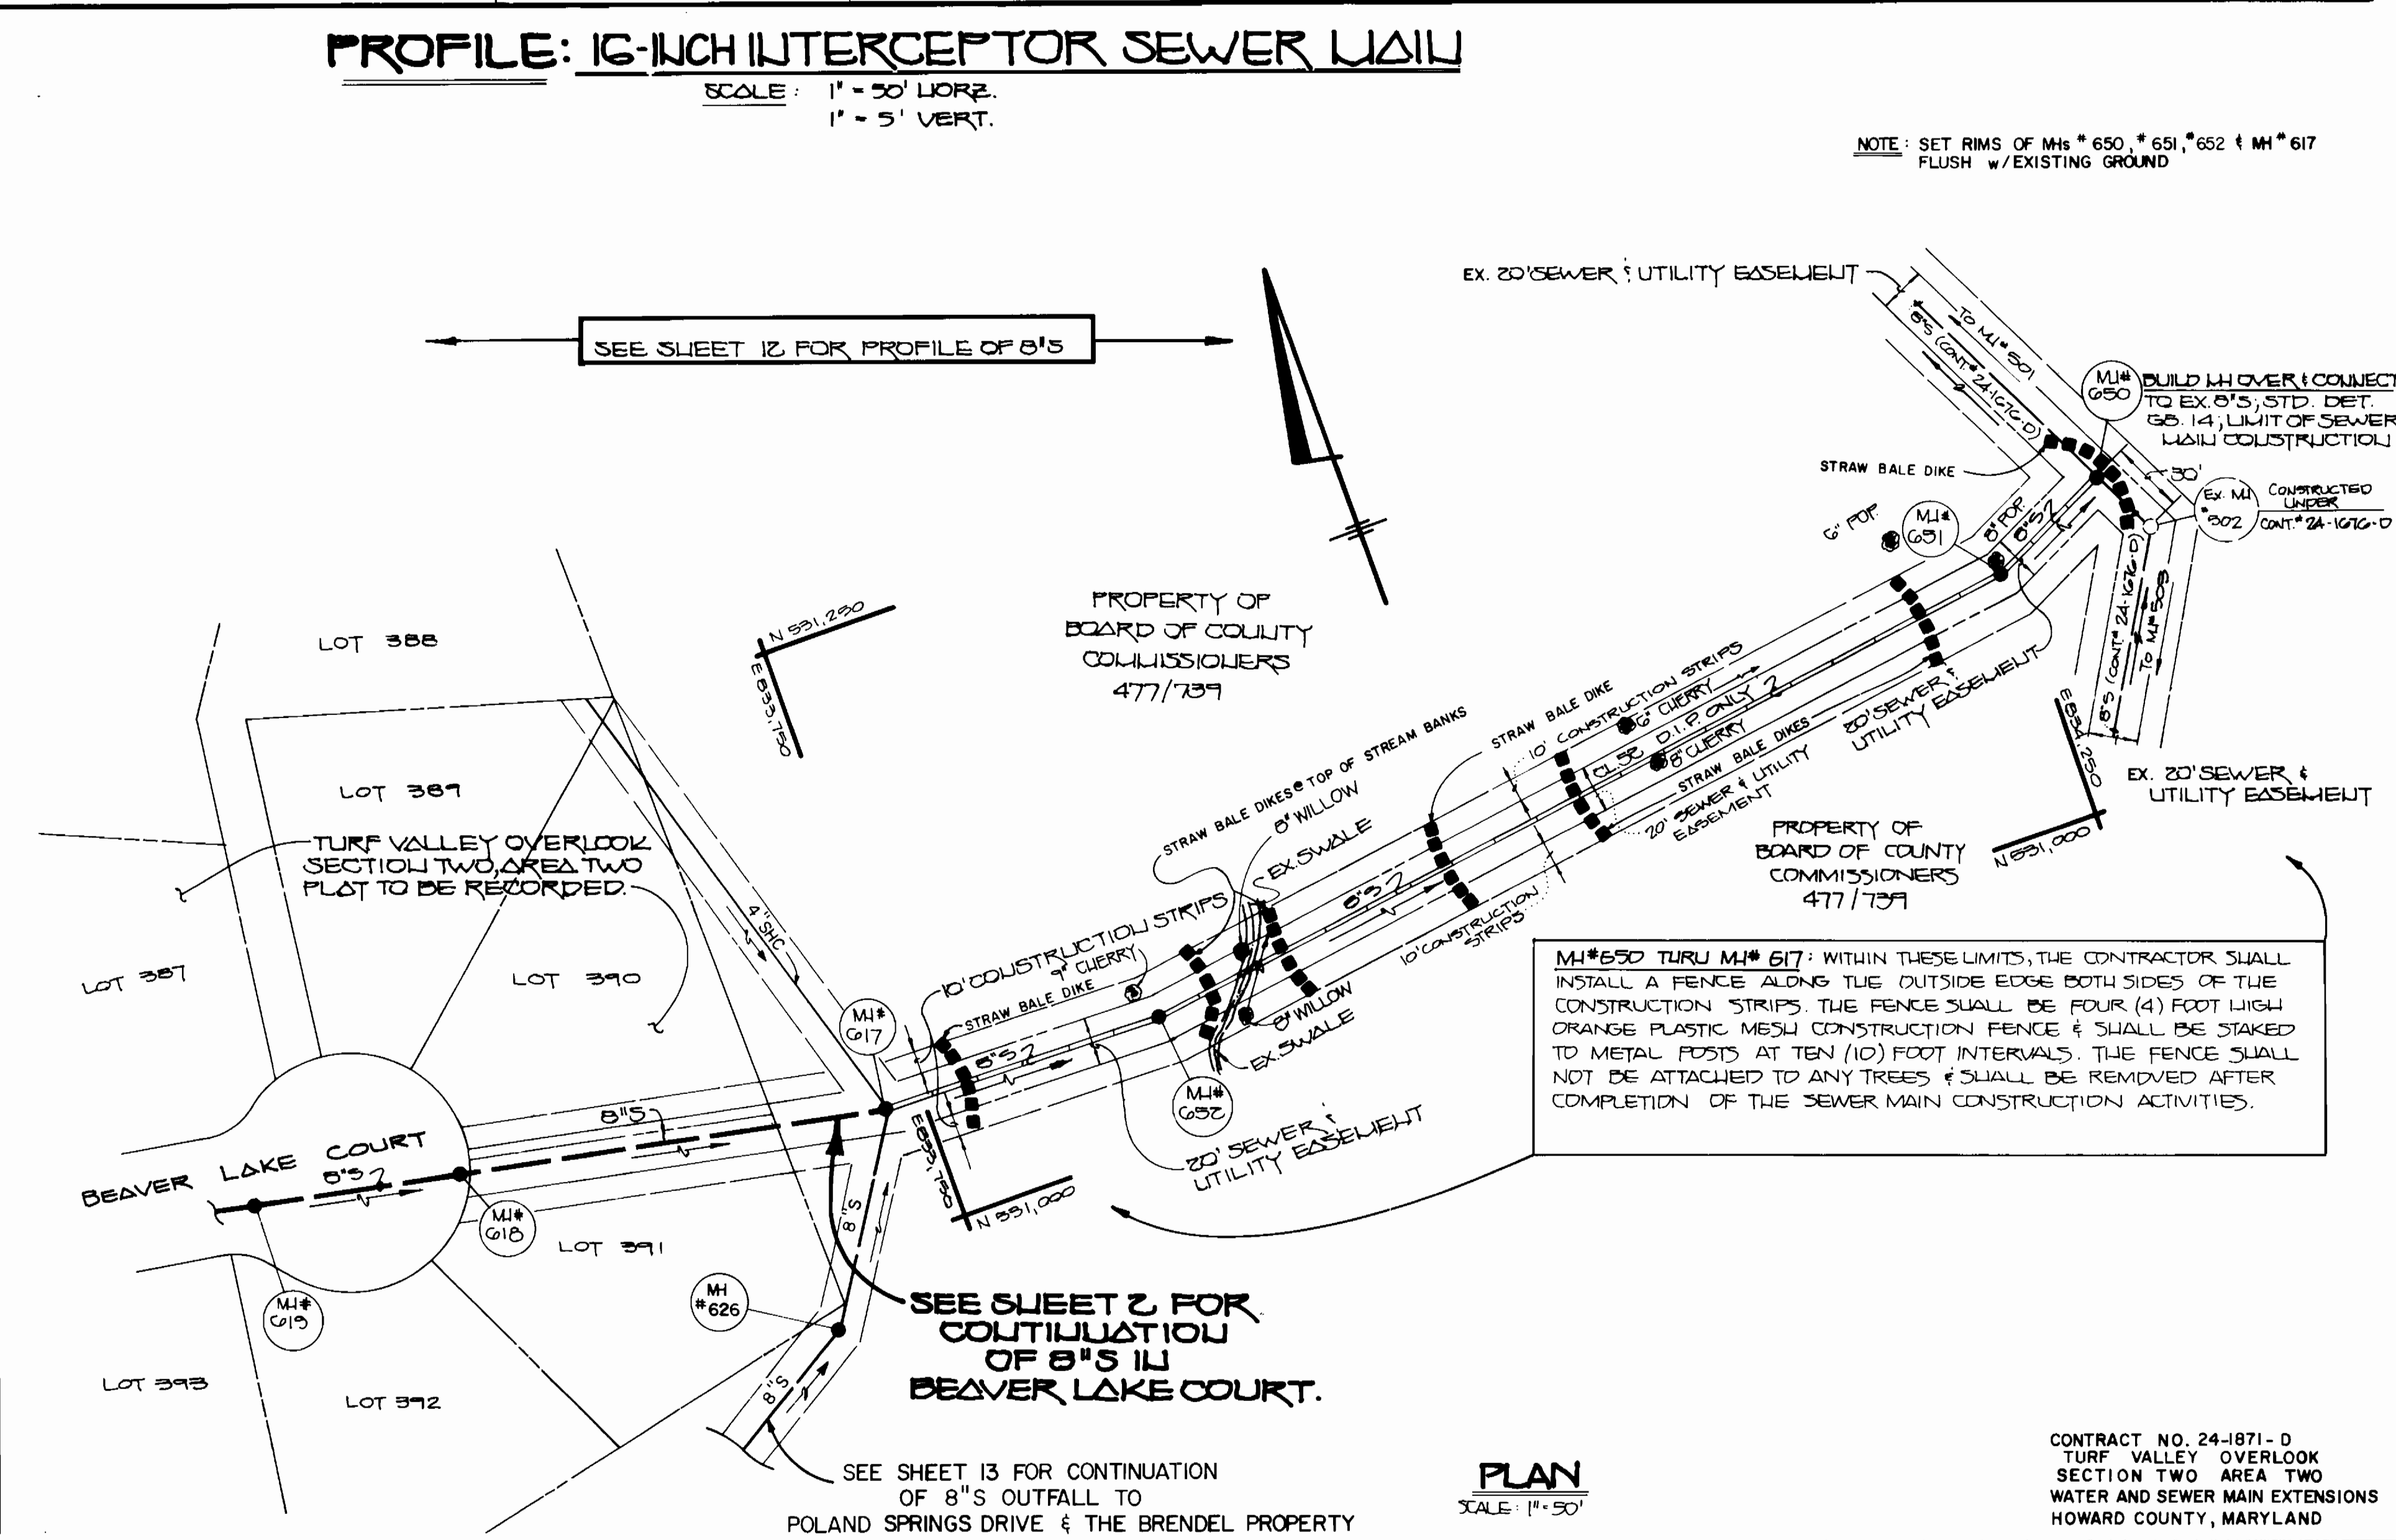 PROFILE: 16-INCH INTERCEPTOR SEWER MAIN
SCALE: 1" = 50' HORZ.
1" = 5' VERT.
NOTE: SET RIMS OF MHs #650, #651, #652 & MH #617
FLUSH w/EXISTING GROUND
EX. 20' SEWER & UTILITY EASEMENT
SEE SHEET 12 FOR PROFILE OF 8"S
TO MH #501
8"S (CONT.# 24-1676-D)
MH#
650
BUILD MH OVER & CONNECT
TO EX. 8"S; STD. DET.
G5.14; LIMIT OF SEWER
MAIN CONSTRUCTION
STRAW BALE DIKE
30'
EX. MH
#502
CONSTRUCTED
UNDER
CONT.# 24-1676-D
6" POP.
MH#
651
8" POP.
8"S
8"S (CONT.# 24-1676-D)
TO MH #503
PROPERTY OF
BOARD OF COUNTY
COMMISSIONERS
477/739
N 531,250
E 833,750
LOT 388
LOT 389
TURF VALLEY OVERLOOK
SECTION TWO, AREA TWO
PLAT TO BE RECORDED.
LOT 387
LOT 390
4"SHC
10' CONSTRUCTION STRIPS
6" CHERRY
CL.52 D.I.P. ONLY
8" CHERRY
STRAW BALE DIKES
20' SEWER & UTILITY
EASEMENT
20' SEWER &
UTILITY EASEMENT
STRAW BALE DIKE
STRAW BALE DIKES @ TOP OF STREAM BANKS
8" WILLOW
EX. SWALE
8"S
10' CONSTRUCTION
STRIPS
E 834,250
N 531,000
EX. 20' SEWER &
UTILITY EASEMENT
PROPERTY OF
BOARD OF COUNTY
COMMISSIONERS
477/739
10' CONSTRUCTION STRIPS
9" CHERRY
STRAW BALE DIKE
MH#
617
8"S
8" WILLOW
EX. SWALE
MH#
652
20' SEWER &
UTILITY EASEMENT
E 833,750
N 531,000
MH#650 THRU MH# 617: WITHIN THESE LIMITS, THE CONTRACTOR SHALL
INSTALL A FENCE ALONG THE OUTSIDE EDGE BOTH SIDES OF THE
CONSTRUCTION STRIPS. THE FENCE SHALL BE FOUR (4) FOOT HIGH
ORANGE PLASTIC MESH CONSTRUCTION FENCE & SHALL BE STAKED
TO METAL POSTS AT TEN (10) FOOT INTERVALS. THE FENCE SHALL
NOT BE ATTACHED TO ANY TREES & SHALL BE REMOVED AFTER
COMPLETION OF THE SEWER MAIN CONSTRUCTION ACTIVITIES.
8"S
BEAVER LAKE COURT
8"S
MH#
618
LOT 391
MH#
619
MH
#626
8"S
8"S
LOT 393
LOT 392
SEE SHEET 2 FOR
CONTINUATION
OF 8"S IN
BEAVER LAKE COURT.
SEE SHEET 13 FOR CONTINUATION
OF 8"S OUTFALL TO
POLAND SPRINGS DRIVE & THE BRENDEL PROPERTY
PLAN
SCALE: 1"=50'
CONTRACT NO. 24-1871-D
TURF VALLEY OVERLOOK
SECTION TWO AREA TWO
WATER AND SEWER MAIN EXTENSIONS
HOWARD COUNTY, MARYLAND